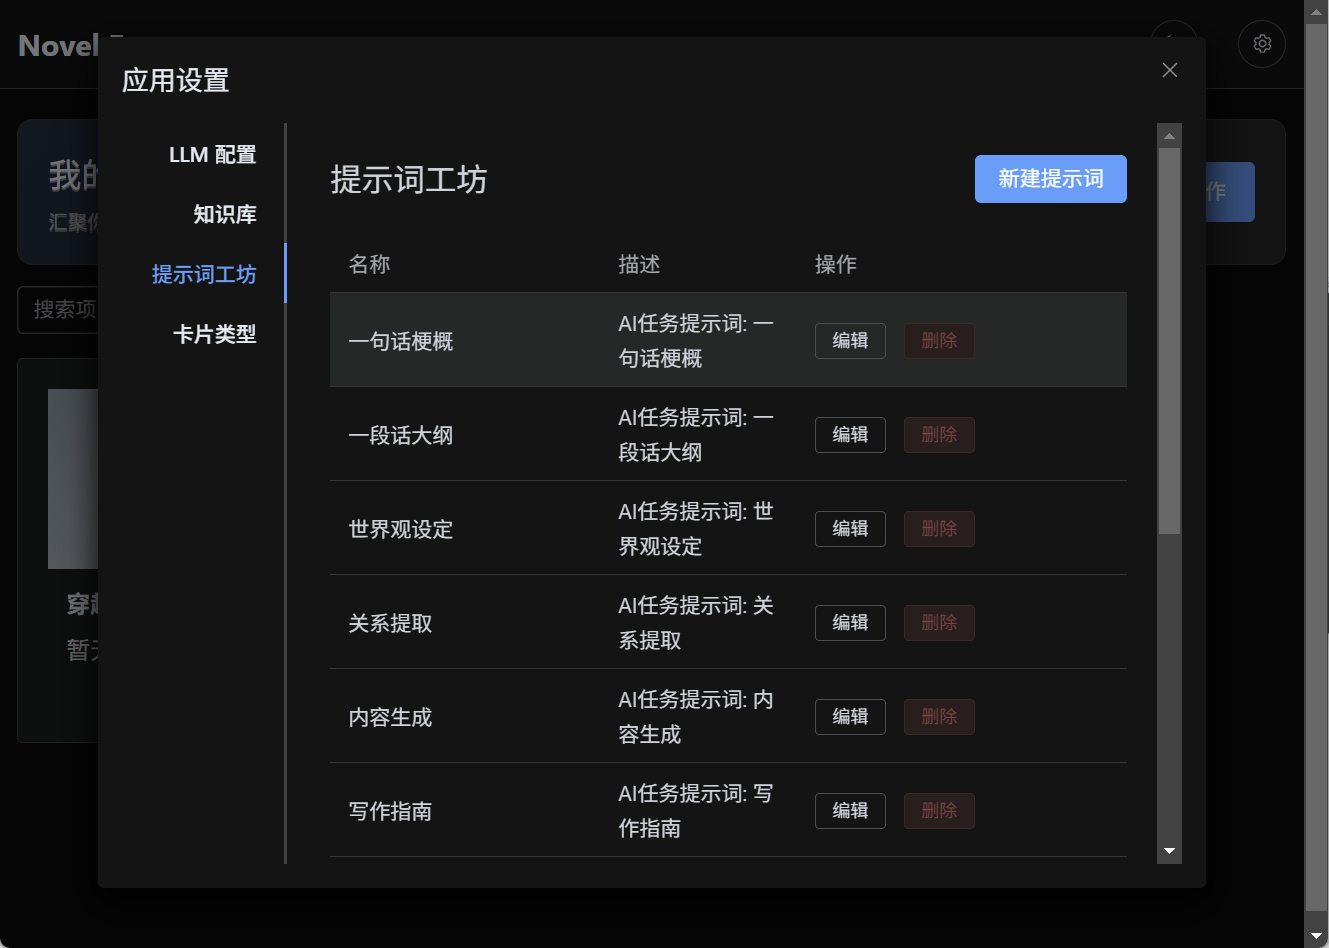 Novel
应用设置
LLM 配置
知识库
提示词工坊
卡片类型
提示词工坊
新建提示词
名称 描述 操作
一句话梗概 AI任务提示词: 一
句话梗概 编辑 删除
一段话大纲 AI任务提示词: 一
段话大纲 编辑 删除
世界观设定 AI任务提示词: 世
界观设定 编辑 删除
关系提取 AI任务提示词: 关
系提取 编辑 删除
内容生成 AI任务提示词: 内
容生成 编辑 删除
写作指南 AI任务提示词: 写
作指南 编辑 删除
我的
汇聚你
作
搜索项
穿越
暂无